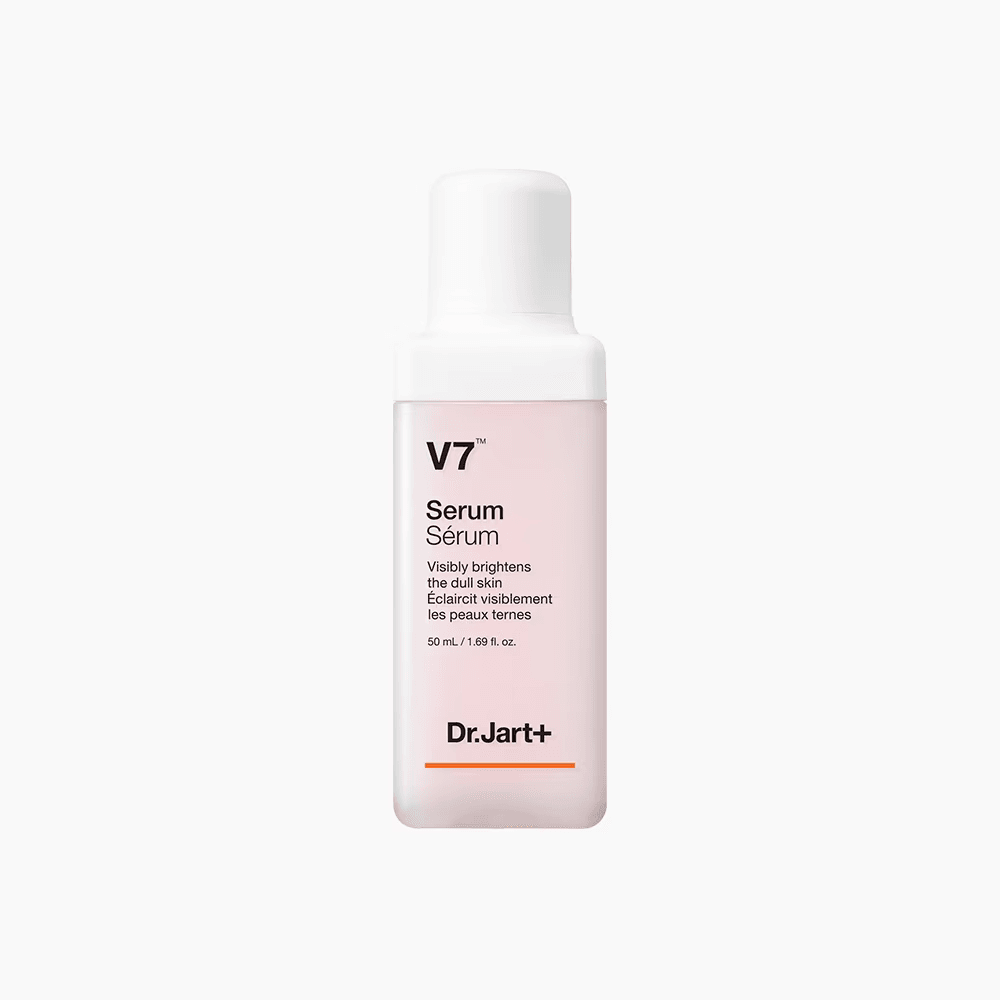 V7™
Serum
Sérum
Visibly brightens
the dull skin
Éclaircit visiblement
les peaux ternes
50 mL / 1.69 fl. oz.
Dr.Jart+